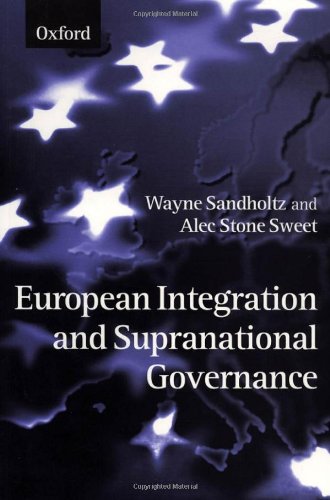 Oxford
Wayne Sandholtz and
Alec Stone Sweet
European Integration
and Supranational
Governance